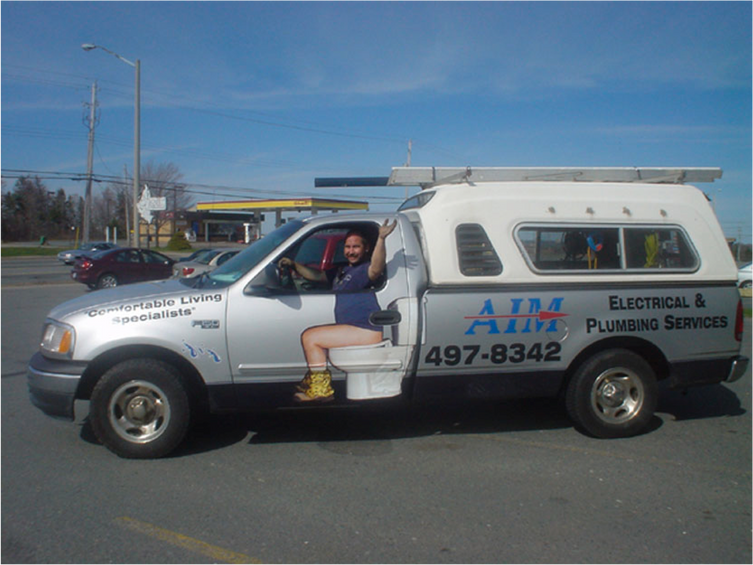 "Comfortable Living
Specialists"
AIM
497-8342
ELECTRICAL &
PLUMBING SERVICES